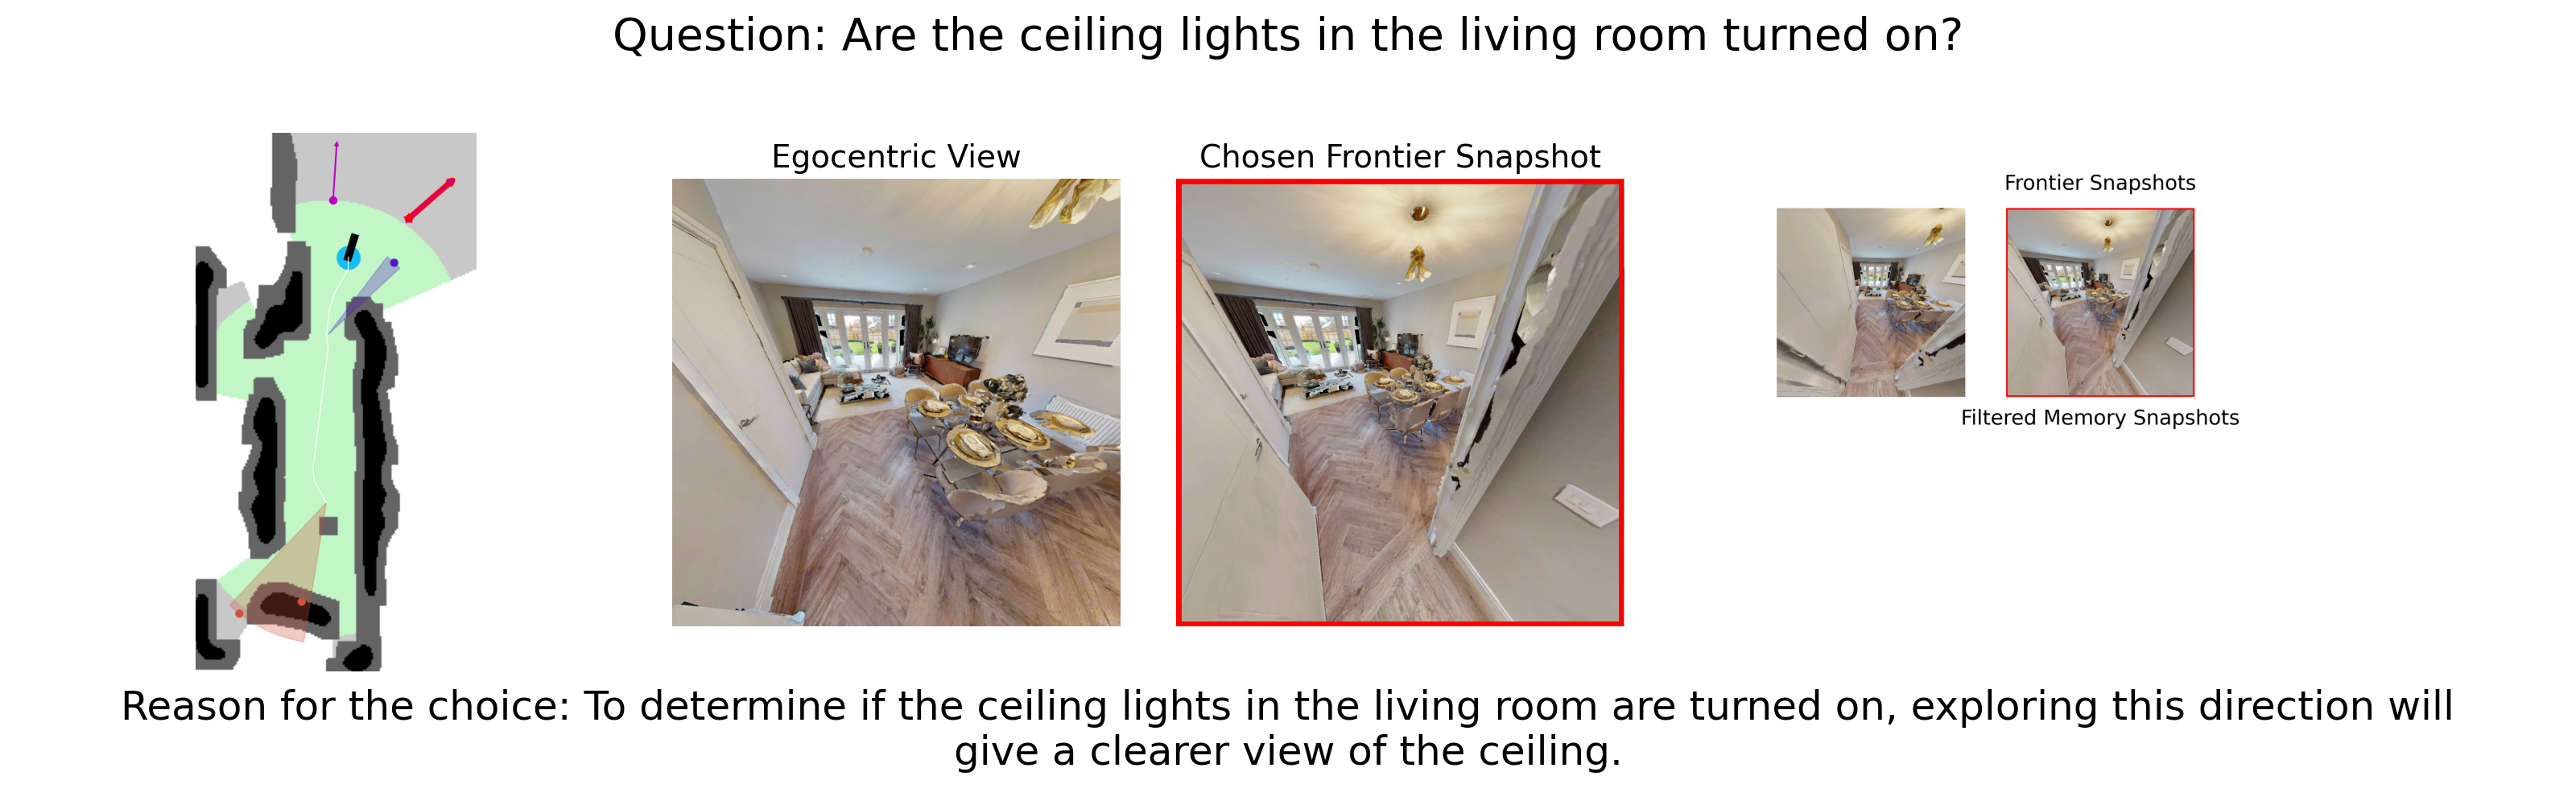 Question: Are the ceiling lights in the living room turned on?
Egocentric View
Chosen Frontier Snapshot
Frontier Snapshots
Filtered Memory Snapshots
Reason for the choice: To determine if the ceiling lights in the living room are turned on, exploring this direction will
give a clearer view of the ceiling.